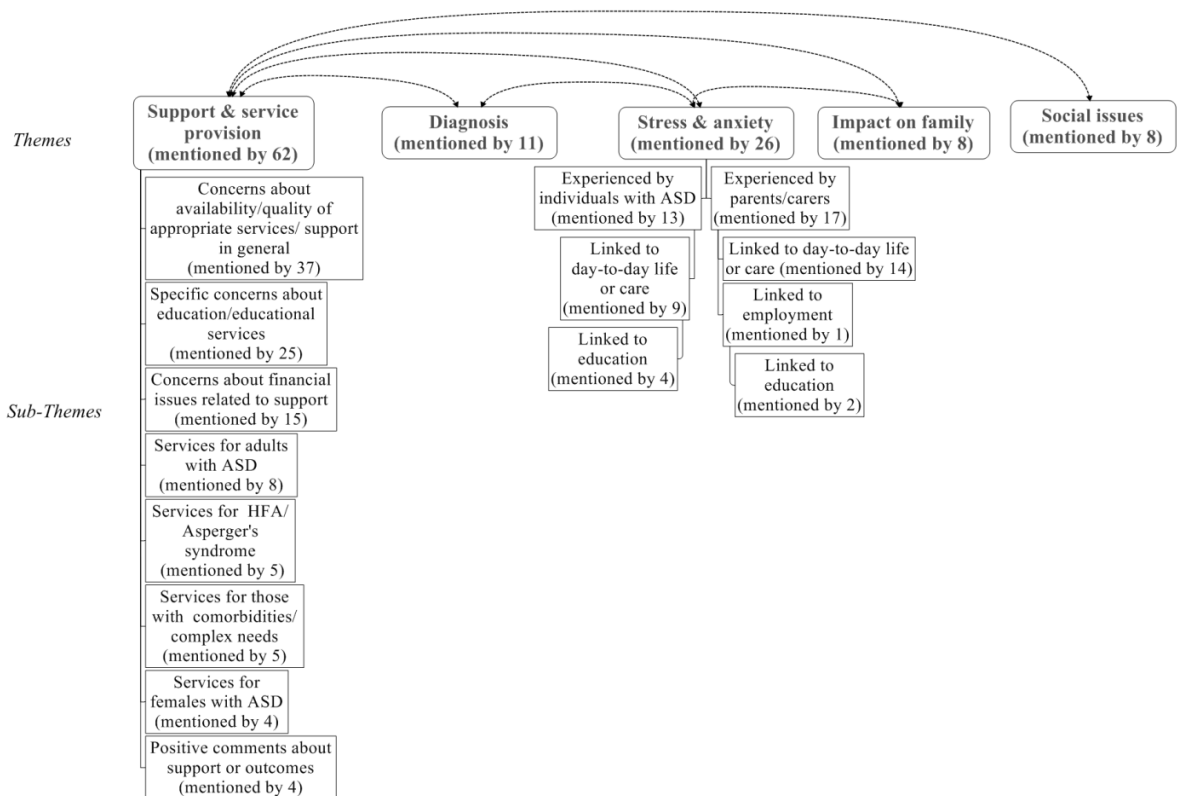 Themes
Support & service
provision
(mentioned by 62)
Diagnosis
(mentioned by 11)
Stress & anxiety
(mentioned by 26)
Impact on family
(mentioned by 8)
Social issues
(mentioned by 8)
Sub-Themes
Concerns about
availability/quality of
appropriate services/ support
in general
(mentioned by 37)
Specific concerns about
education/educational
services
(mentioned by 25)
Concerns about financial
issues related to support
(mentioned by 15)
Services for adults
with ASD
(mentioned by 8)
Services for HFA/
Asperger's
syndrome
(mentioned by 5)
Services for those
with comorbidities/
complex needs
(mentioned by 5)
Services for
females with ASD
(mentioned by 4)
Positive comments about
support or outcomes
(mentioned by 4)
Experienced by
individuals with ASD
(mentioned by 13)
Linked to
day-to-day life
or care
(mentioned by 9)
Linked to
education
(mentioned by 4)
Experienced by
parents/carers
(mentioned by 17)
Linked to day-to-day life
or care (mentioned by 14)
Linked to
employment
(mentioned by 1)
Linked to
education
(mentioned by 2)